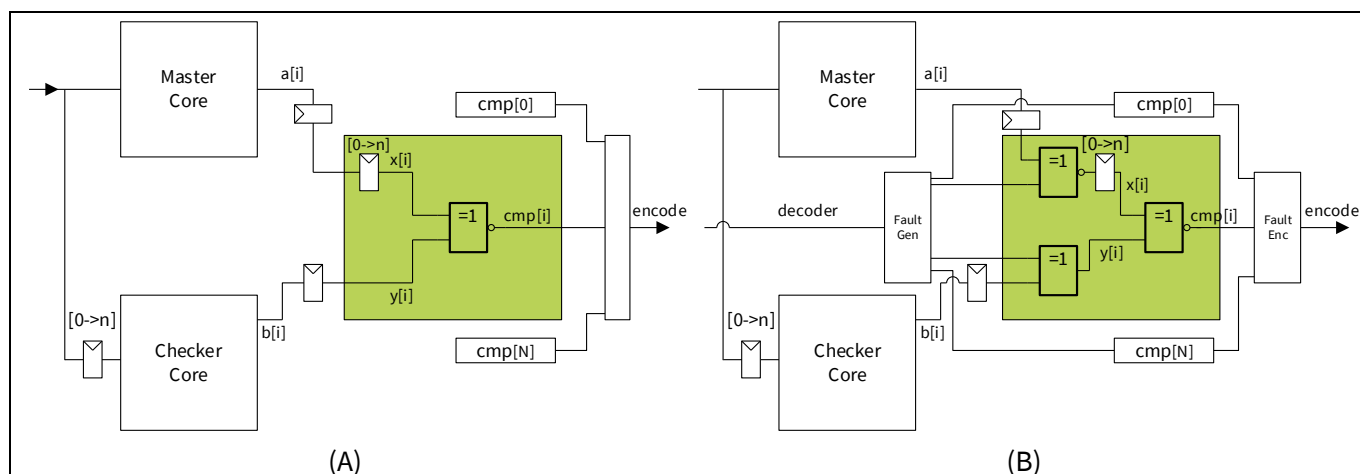 Master
Core
a[i]
cmp[0]
[0->n]
x[i]
=1
cmp[i]
encode
y[i]
[0->n]
b[i]
Checker
Core
cmp[N]
(A)
Master
Core
a[i]
cmp[0]
[0->n]
=1
x[i]
decoder
Fault
Gen
=1
cmp[i]
Fault
Enc
encode
=1
y[i]
[0->n]
b[i]
Checker
Core
cmp[N]
(B)